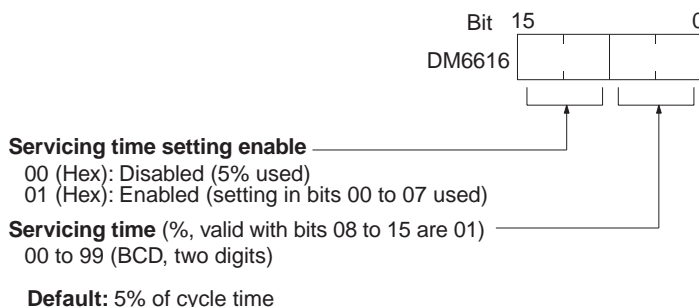 Bit 15 0
DM6616
Servicing time setting enable
00 (Hex): Disabled (5% used)
01 (Hex): Enabled (setting in bits 00 to 07 used)
Servicing time (%, valid with bits 08 to 15 are 01)
00 to 99 (BCD, two digits)
Default: 5% of cycle time